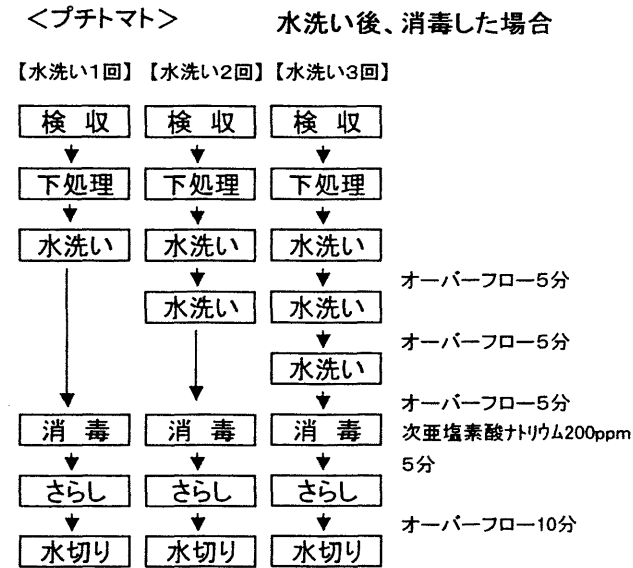 ＜プチトマト＞ 水洗い後、消毒した場合
【水洗い1回】 【水洗い2回】 【水洗い3回】
検 収 検 収 検 収
下処理 下処理 下処理
水洗い 水洗い 水洗い
オーバーフロー5分
水洗い 水洗い
オーバーフロー5分
水洗い
オーバーフロー5分
消 毒 消 毒 消 毒 次亜塩素酸ナトリウム200ppm
5分
さらし さらし さらし
オーバーフロー10分
水切り 水切り 水切り